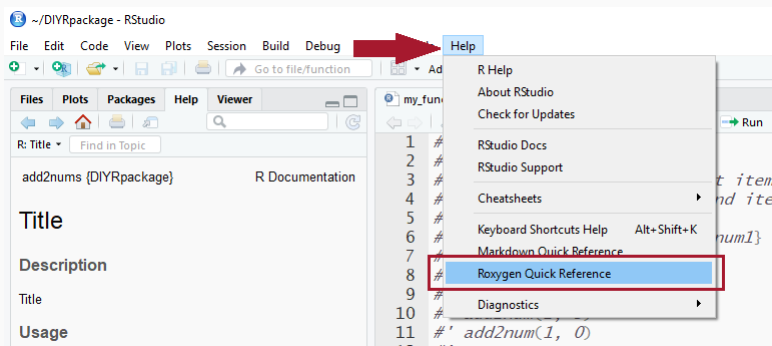 ~/DIYRpackage - RStudio
File Edit Code View Plots Session Build Debug Help
Go to file/function
Files Plots Packages Help Viewer
R: Title Find in Topic
add2nums {DIYRpackage} R Documentation
Title
Description
Title
Usage
R Help
About RStudio
Check for Updates
RStudio Docs
RStudio Support
Cheatsheets
Keyboard Shortcuts Help Alt+Shift+K
Markdown Quick Reference
Roxygen Quick Reference
Diagnostics
Run
1 #
2 #
3 #
4 #
5 #
6 #
7 #
8 #
9 #
10 #
11 #' add2num(1, 0)